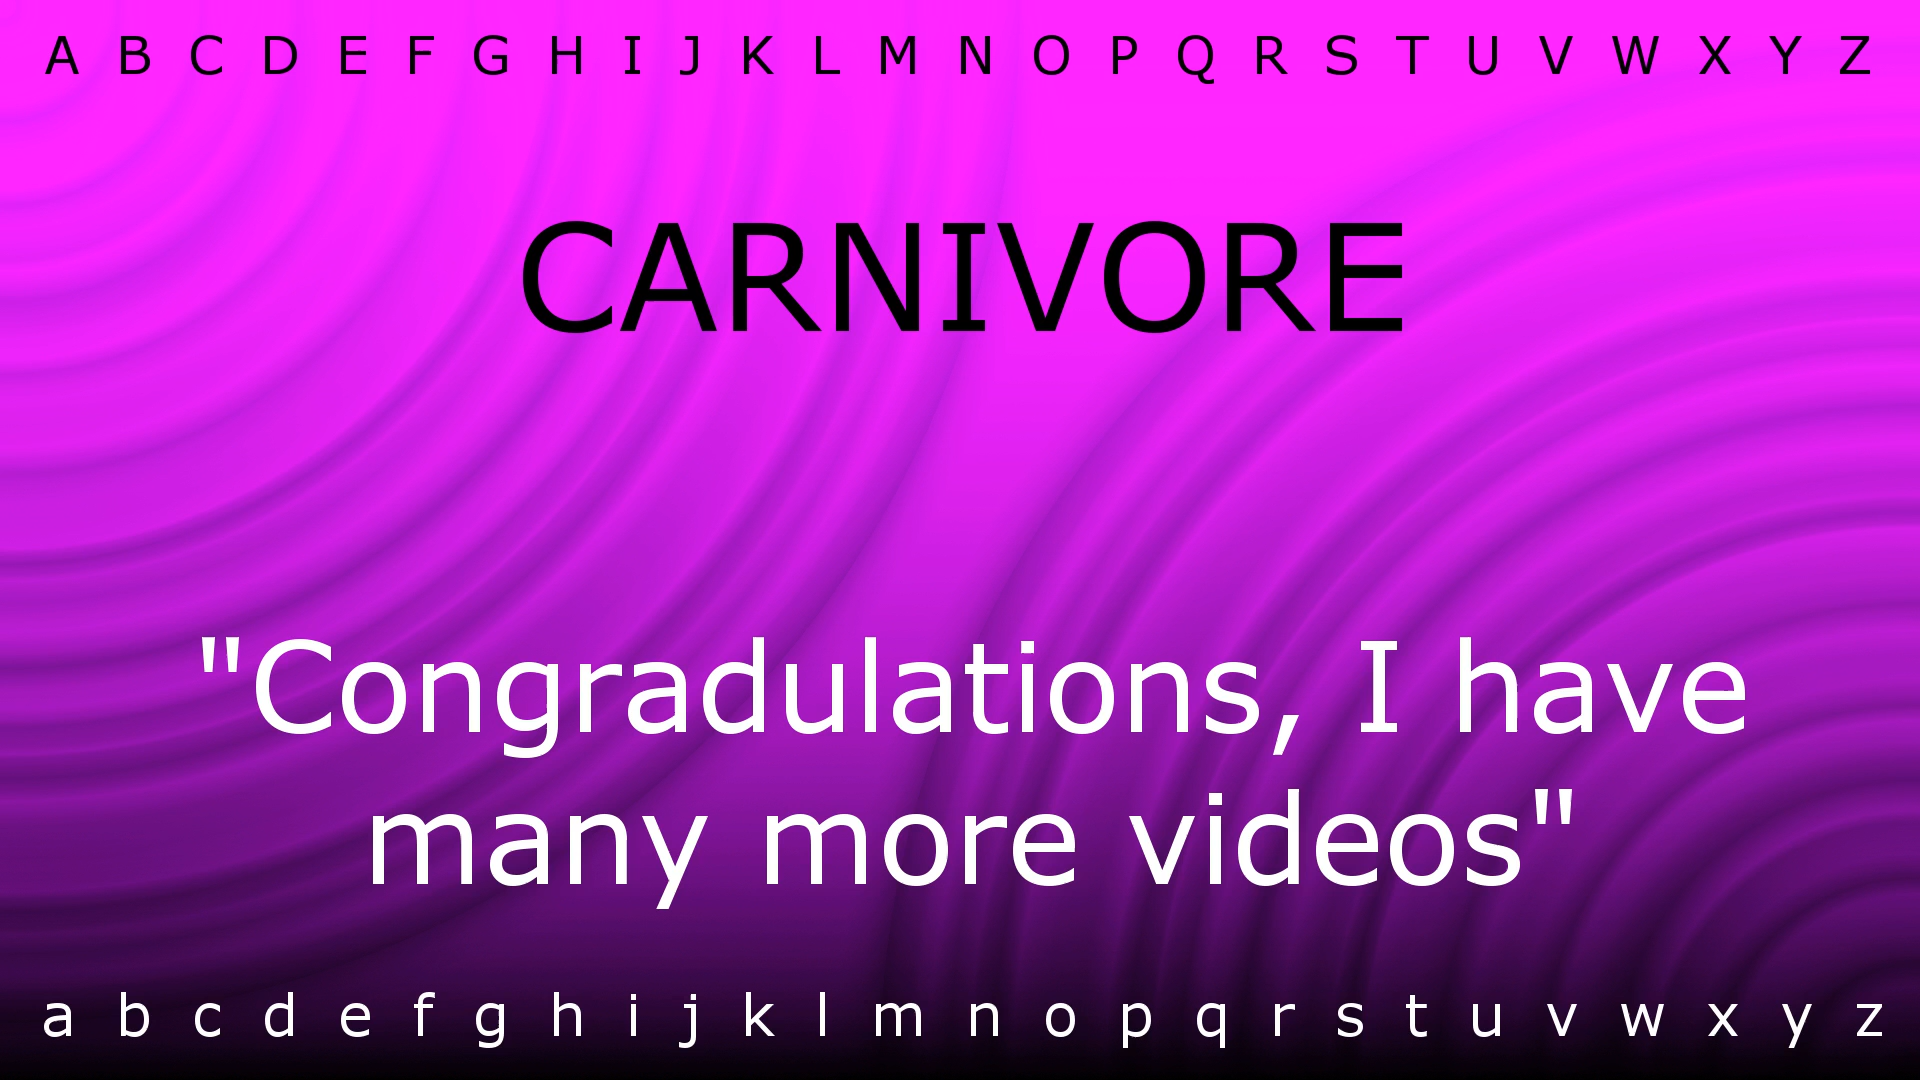 A B C D E F G H I J K L M N O P Q R S T U V W X Y Z
CARNIVORE
"Congradulations, I have
many more videos"
a b c d e f g h i j k l m n o p q r s t u v w x y z